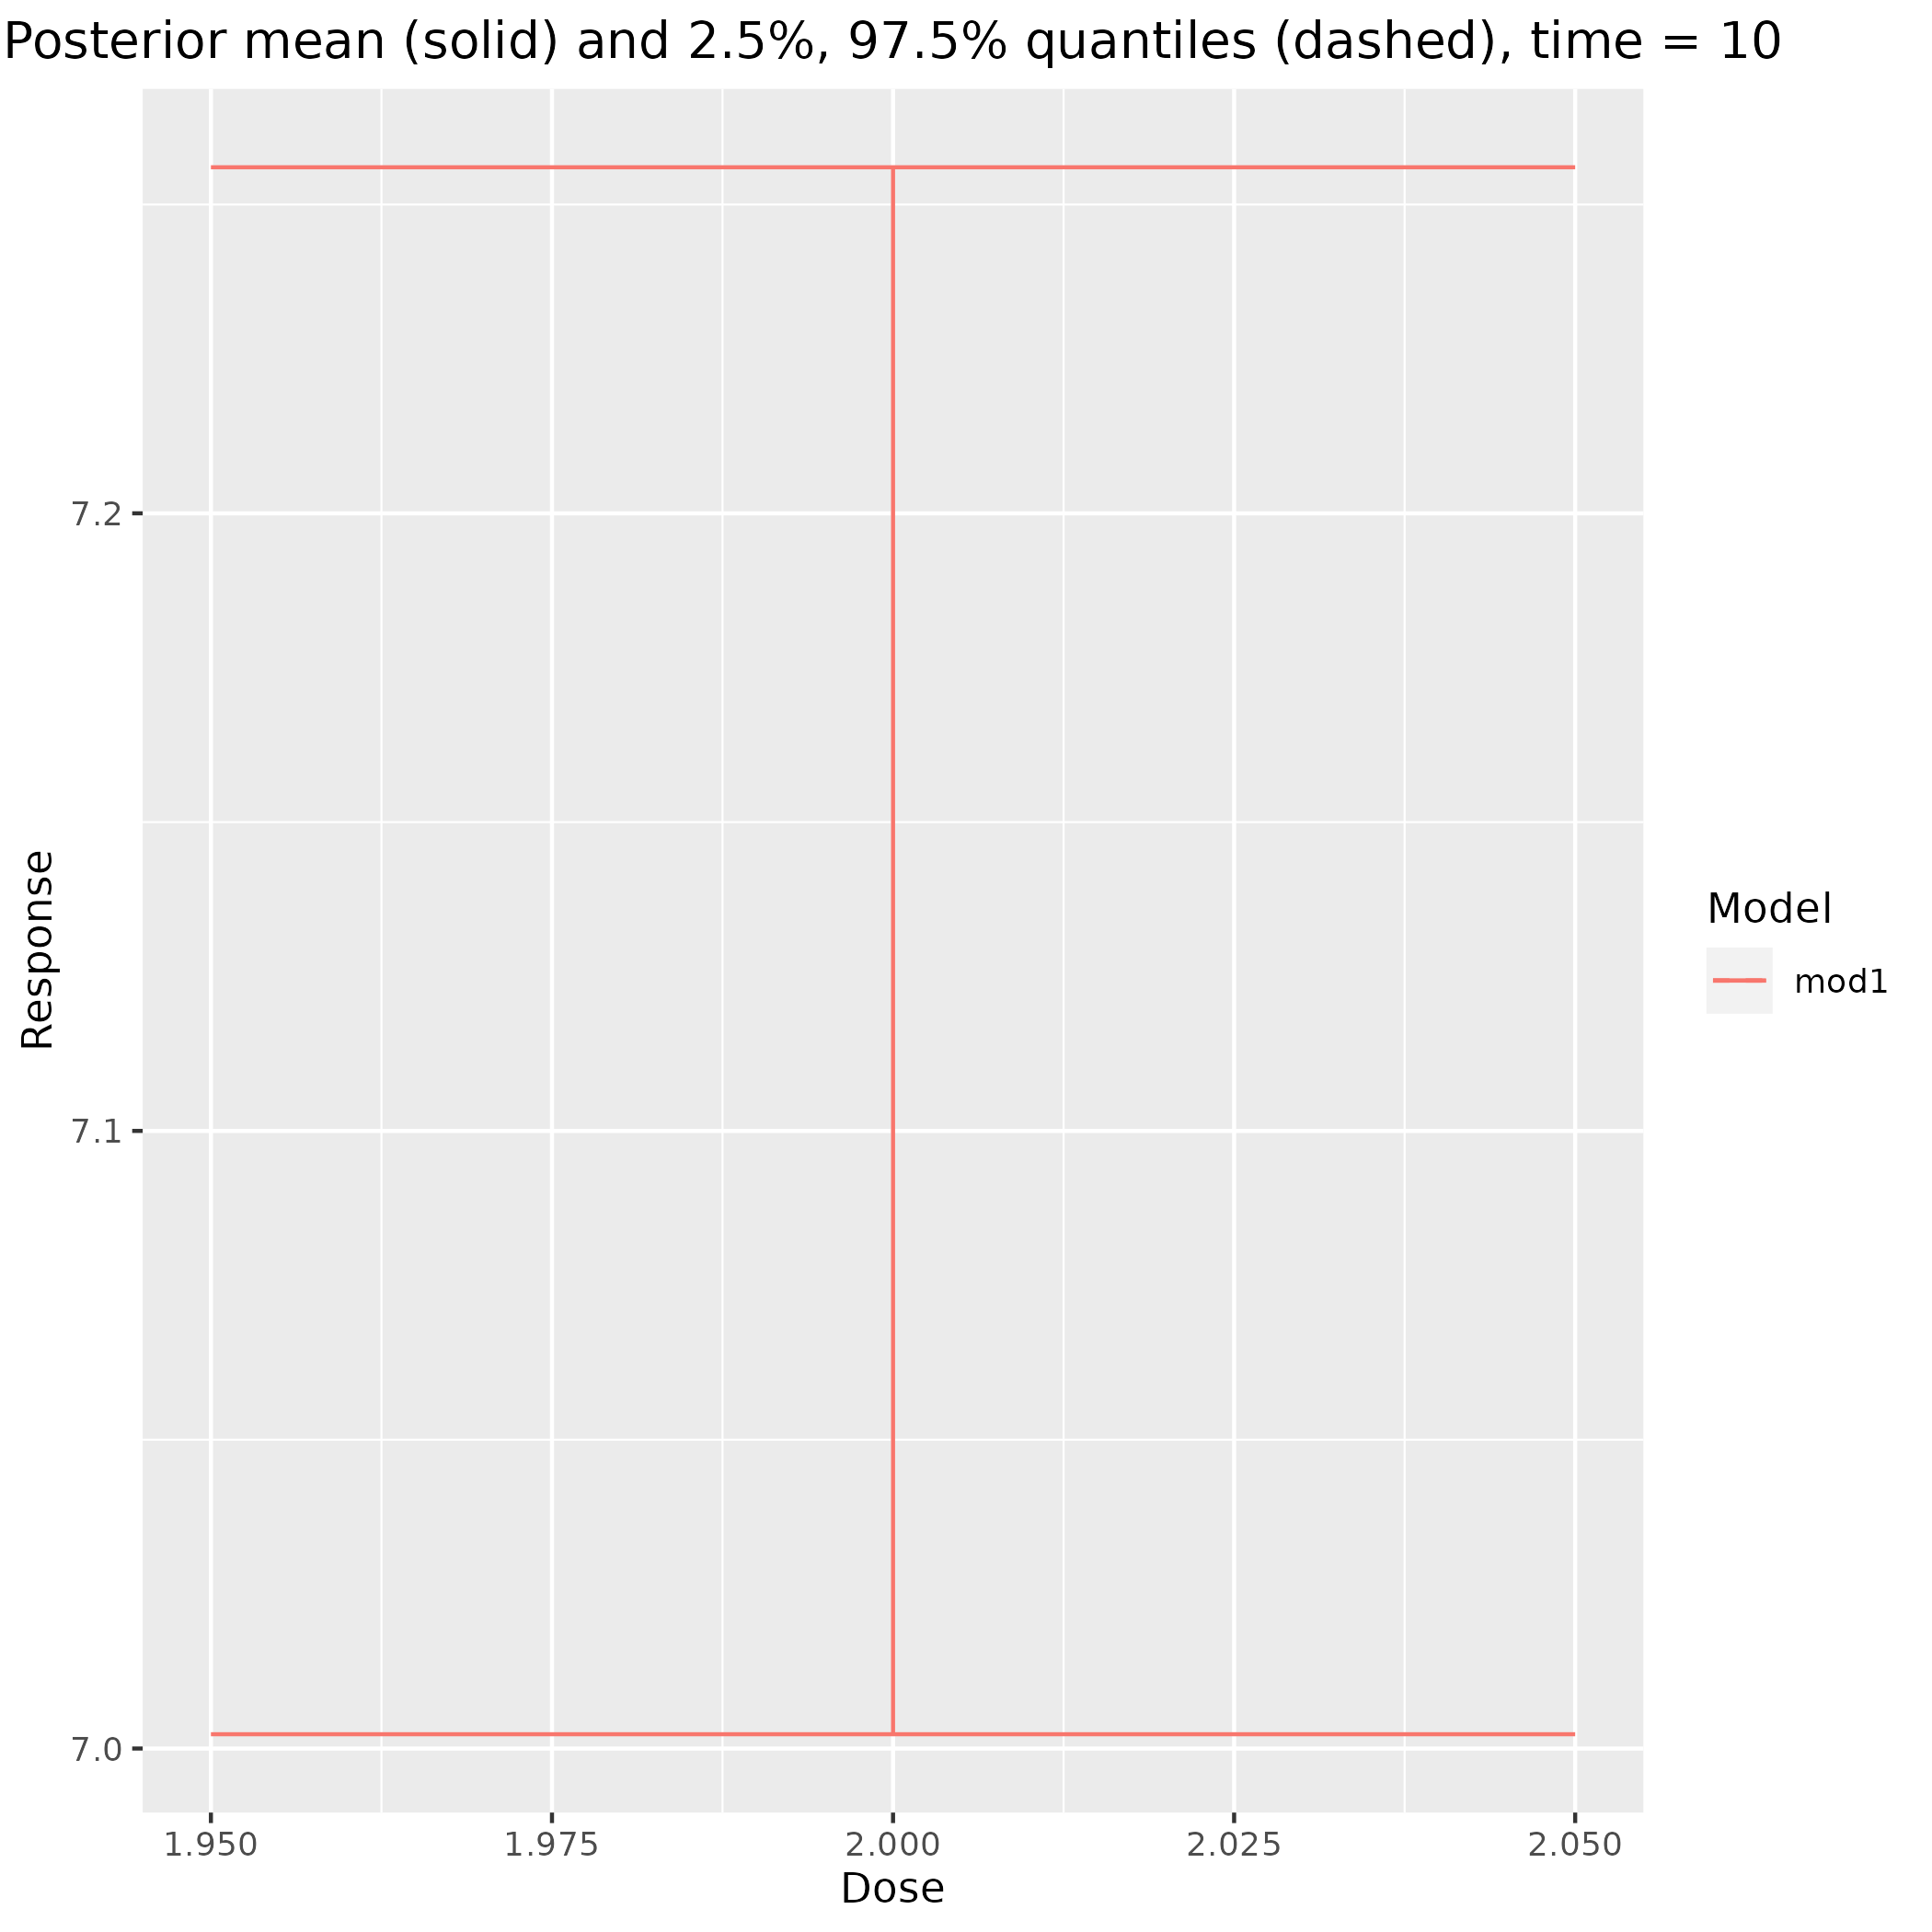 Posterior mean (solid) and 2.5%, 97.5% quantiles (dashed), time = 10
7.2
7.1
7.0
Response
1.950 1.975 2.000 2.025 2.050
Dose
Model
mod1